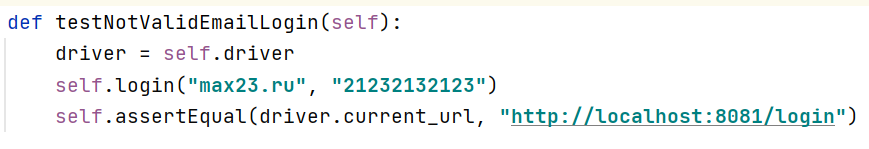 def testNotValidEmailLogin(self):
    driver = self.driver
    self.login("max23.ru", "21232132123")
    self.assertEqual(driver.current_url, "http://localhost:8081/login")